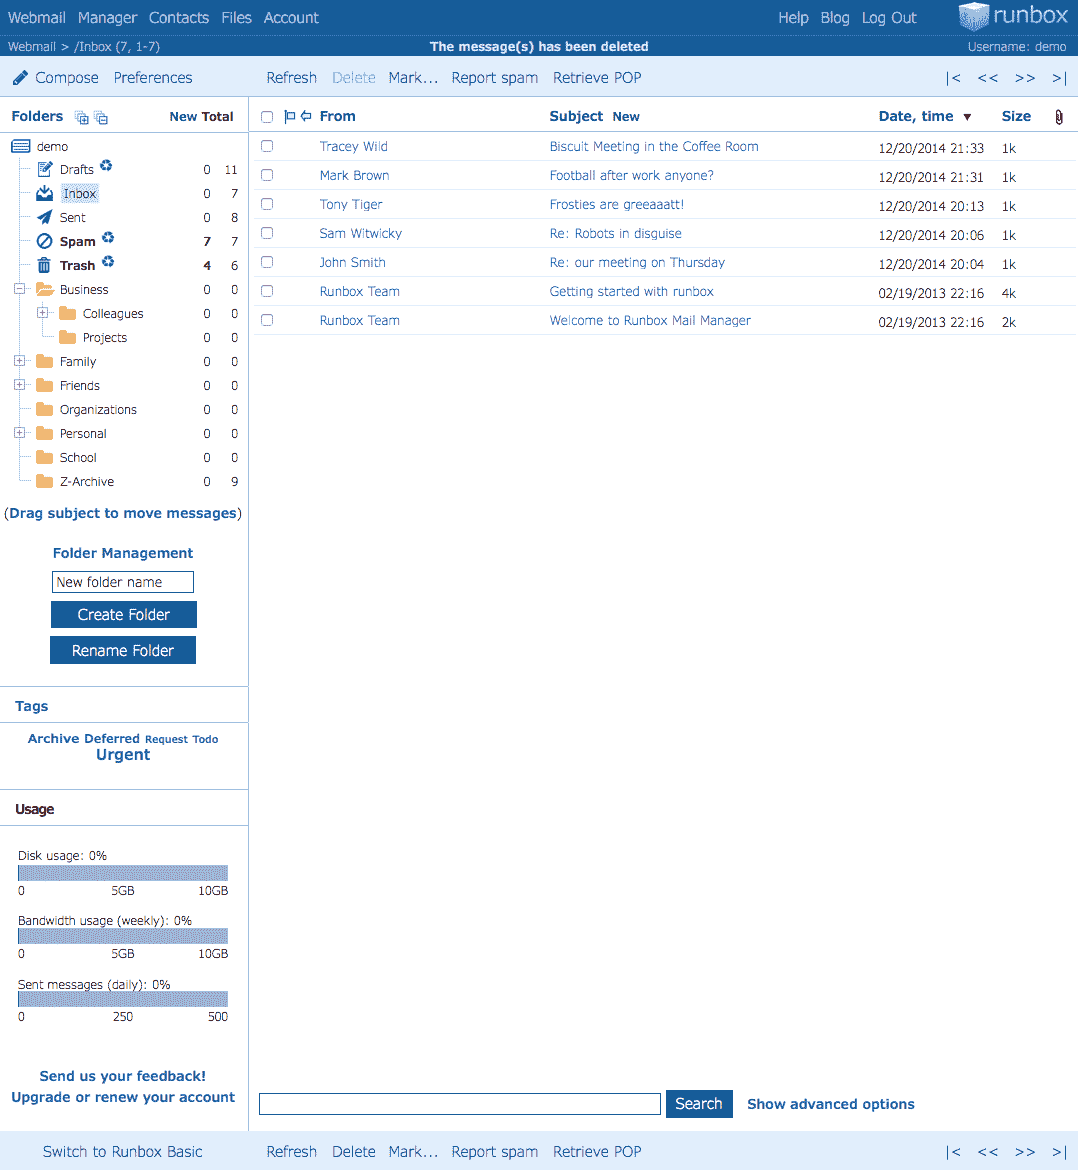 Webmail Manager Contacts Files Account Help Blog Log Out runbox
Webmail > /Inbox (7, 1-7) The message(s) has been deleted Username: demo
Compose Preferences Refresh Delete Mark... Report spam Retrieve POP |< << >> >|
Folders New Total From Subject New Date, time ▼ Size
demo
Drafts 0 11
Inbox 0 7
Sent 0 8
Spam 7 7
Trash 4 6
Business 0 0
Colleagues 0 0
Projects 0 0
Family 0 0
Friends 0 0
Organizations 0 0
Personal 0 0
School 0 0
Z-Archive 0 9
(Drag subject to move messages)
Folder Management
New folder name
Create Folder
Rename Folder
Tags
Archive Deferred Request Todo
Urgent
Usage
Disk usage: 0%
0 5GB 10GB
Bandwidth usage (weekly): 0%
0 5GB 10GB
Sent messages (daily): 0%
0 250 500
Send us your feedback!
Upgrade or renew your account
Tracey Wild Biscuit Meeting in the Coffee Room 12/20/2014 21:33 1k
Mark Brown Football after work anyone? 12/20/2014 21:31 1k
Tony Tiger Frosties are greeaaatt! 12/20/2014 20:13 1k
Sam Witwicky Re: Robots in disguise 12/20/2014 20:06 1k
John Smith Re: our meeting on Thursday 12/20/2014 20:04 1k
Runbox Team Getting started with runbox 02/19/2013 22:16 4k
Runbox Team Welcome to Runbox Mail Manager 02/19/2013 22:16 2k
Search Show advanced options
Switch to Runbox Basic Refresh Delete Mark... Report spam Retrieve POP |< << >> >|